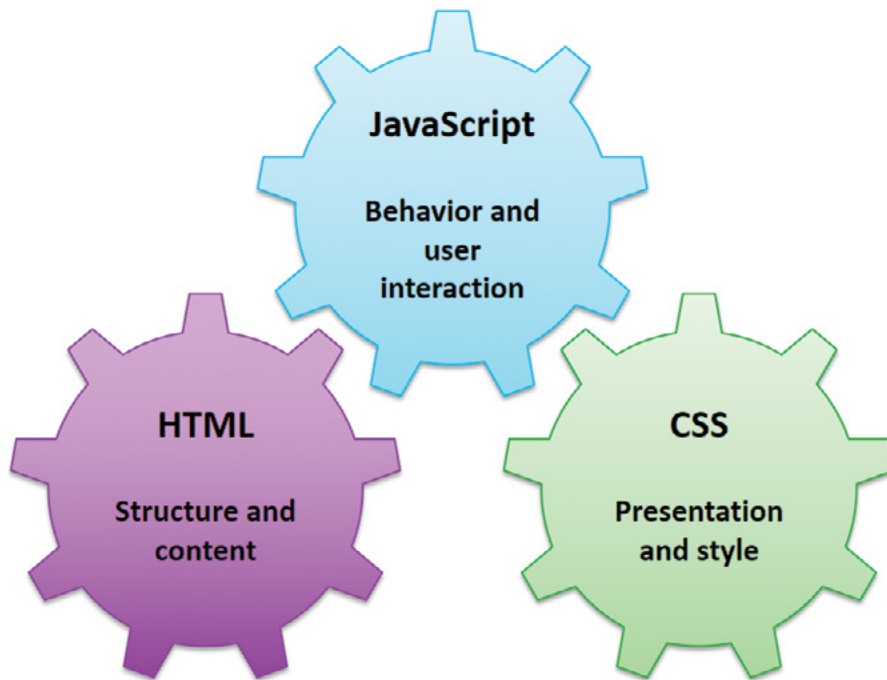 JavaScript
Behavior and
user
interaction
HTML
Structure and
content
CSS
Presentation
and style